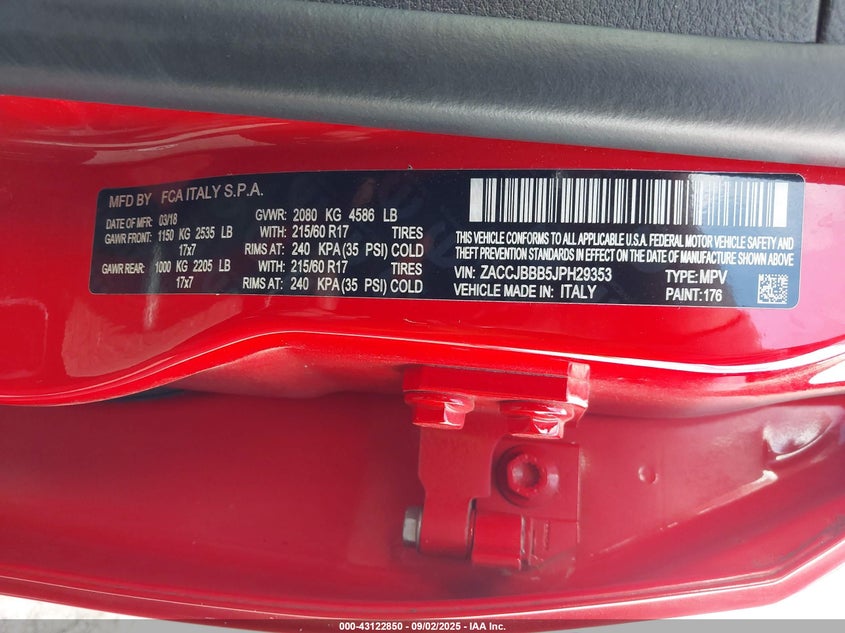 MFD BY FCA ITALY S.P.A.
DATE OF MFR: 03/18 GVWR: 2080 KG 4586 LB
GAWR FRONT: 1150 KG 2535 LB WITH: 215/60 R17 TIRES
17x7 RIMS AT: 240 KPA (35 PSI) COLD
GAWR REAR: 1000 KG 2205 LB WITH: 215/60 R17 TIRES
17x7 RIMS AT: 240 KPA (35 PSI) COLD
THIS VEHICLE CONFORMS TO ALL APPLICABLE U.S.A. FEDERAL MOTOR VEHICLE SAFETY AND
THEFT PREVENTION STANDARDS IN EFFECT ON THE DATE OF MANUFACTURE SHOWN ABOVE
VIN: ZACCJBBB5JPH29353 TYPE: MPV
VEHICLE MADE IN: ITALY PAINT: 176
000-43122850 - 09/02/2025 - IAA Inc.